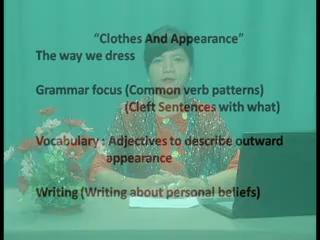 “Clothes And Appearance”
The way we dress
Grammar focus (Common verb patterns)
(Cleft Sentences with what)
Vocabulary : Adjectives to describe outward
appearance
Writing (Writing about personal beliefs)